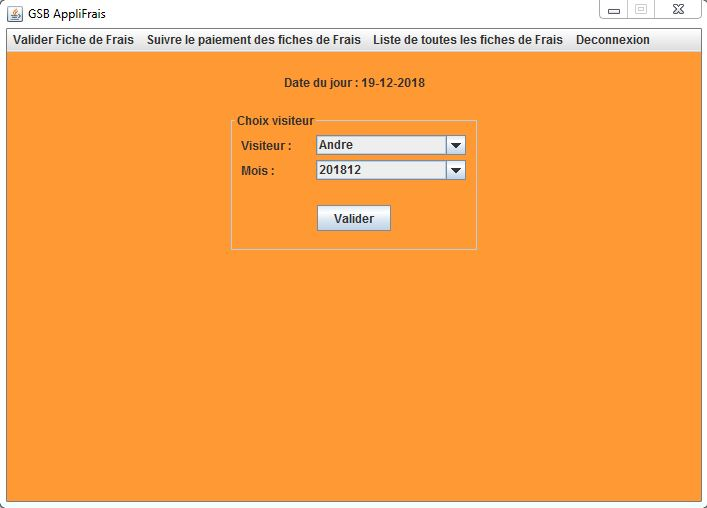 GSB AppliFrais
Valider Fiche de Frais Suivre le paiement des fiches de Frais Liste de toutes les fiches de Frais Deconnexion
Date du jour : 19-12-2018
Choix visiteur
Visiteur : Andre
Mois : 201812
Valider